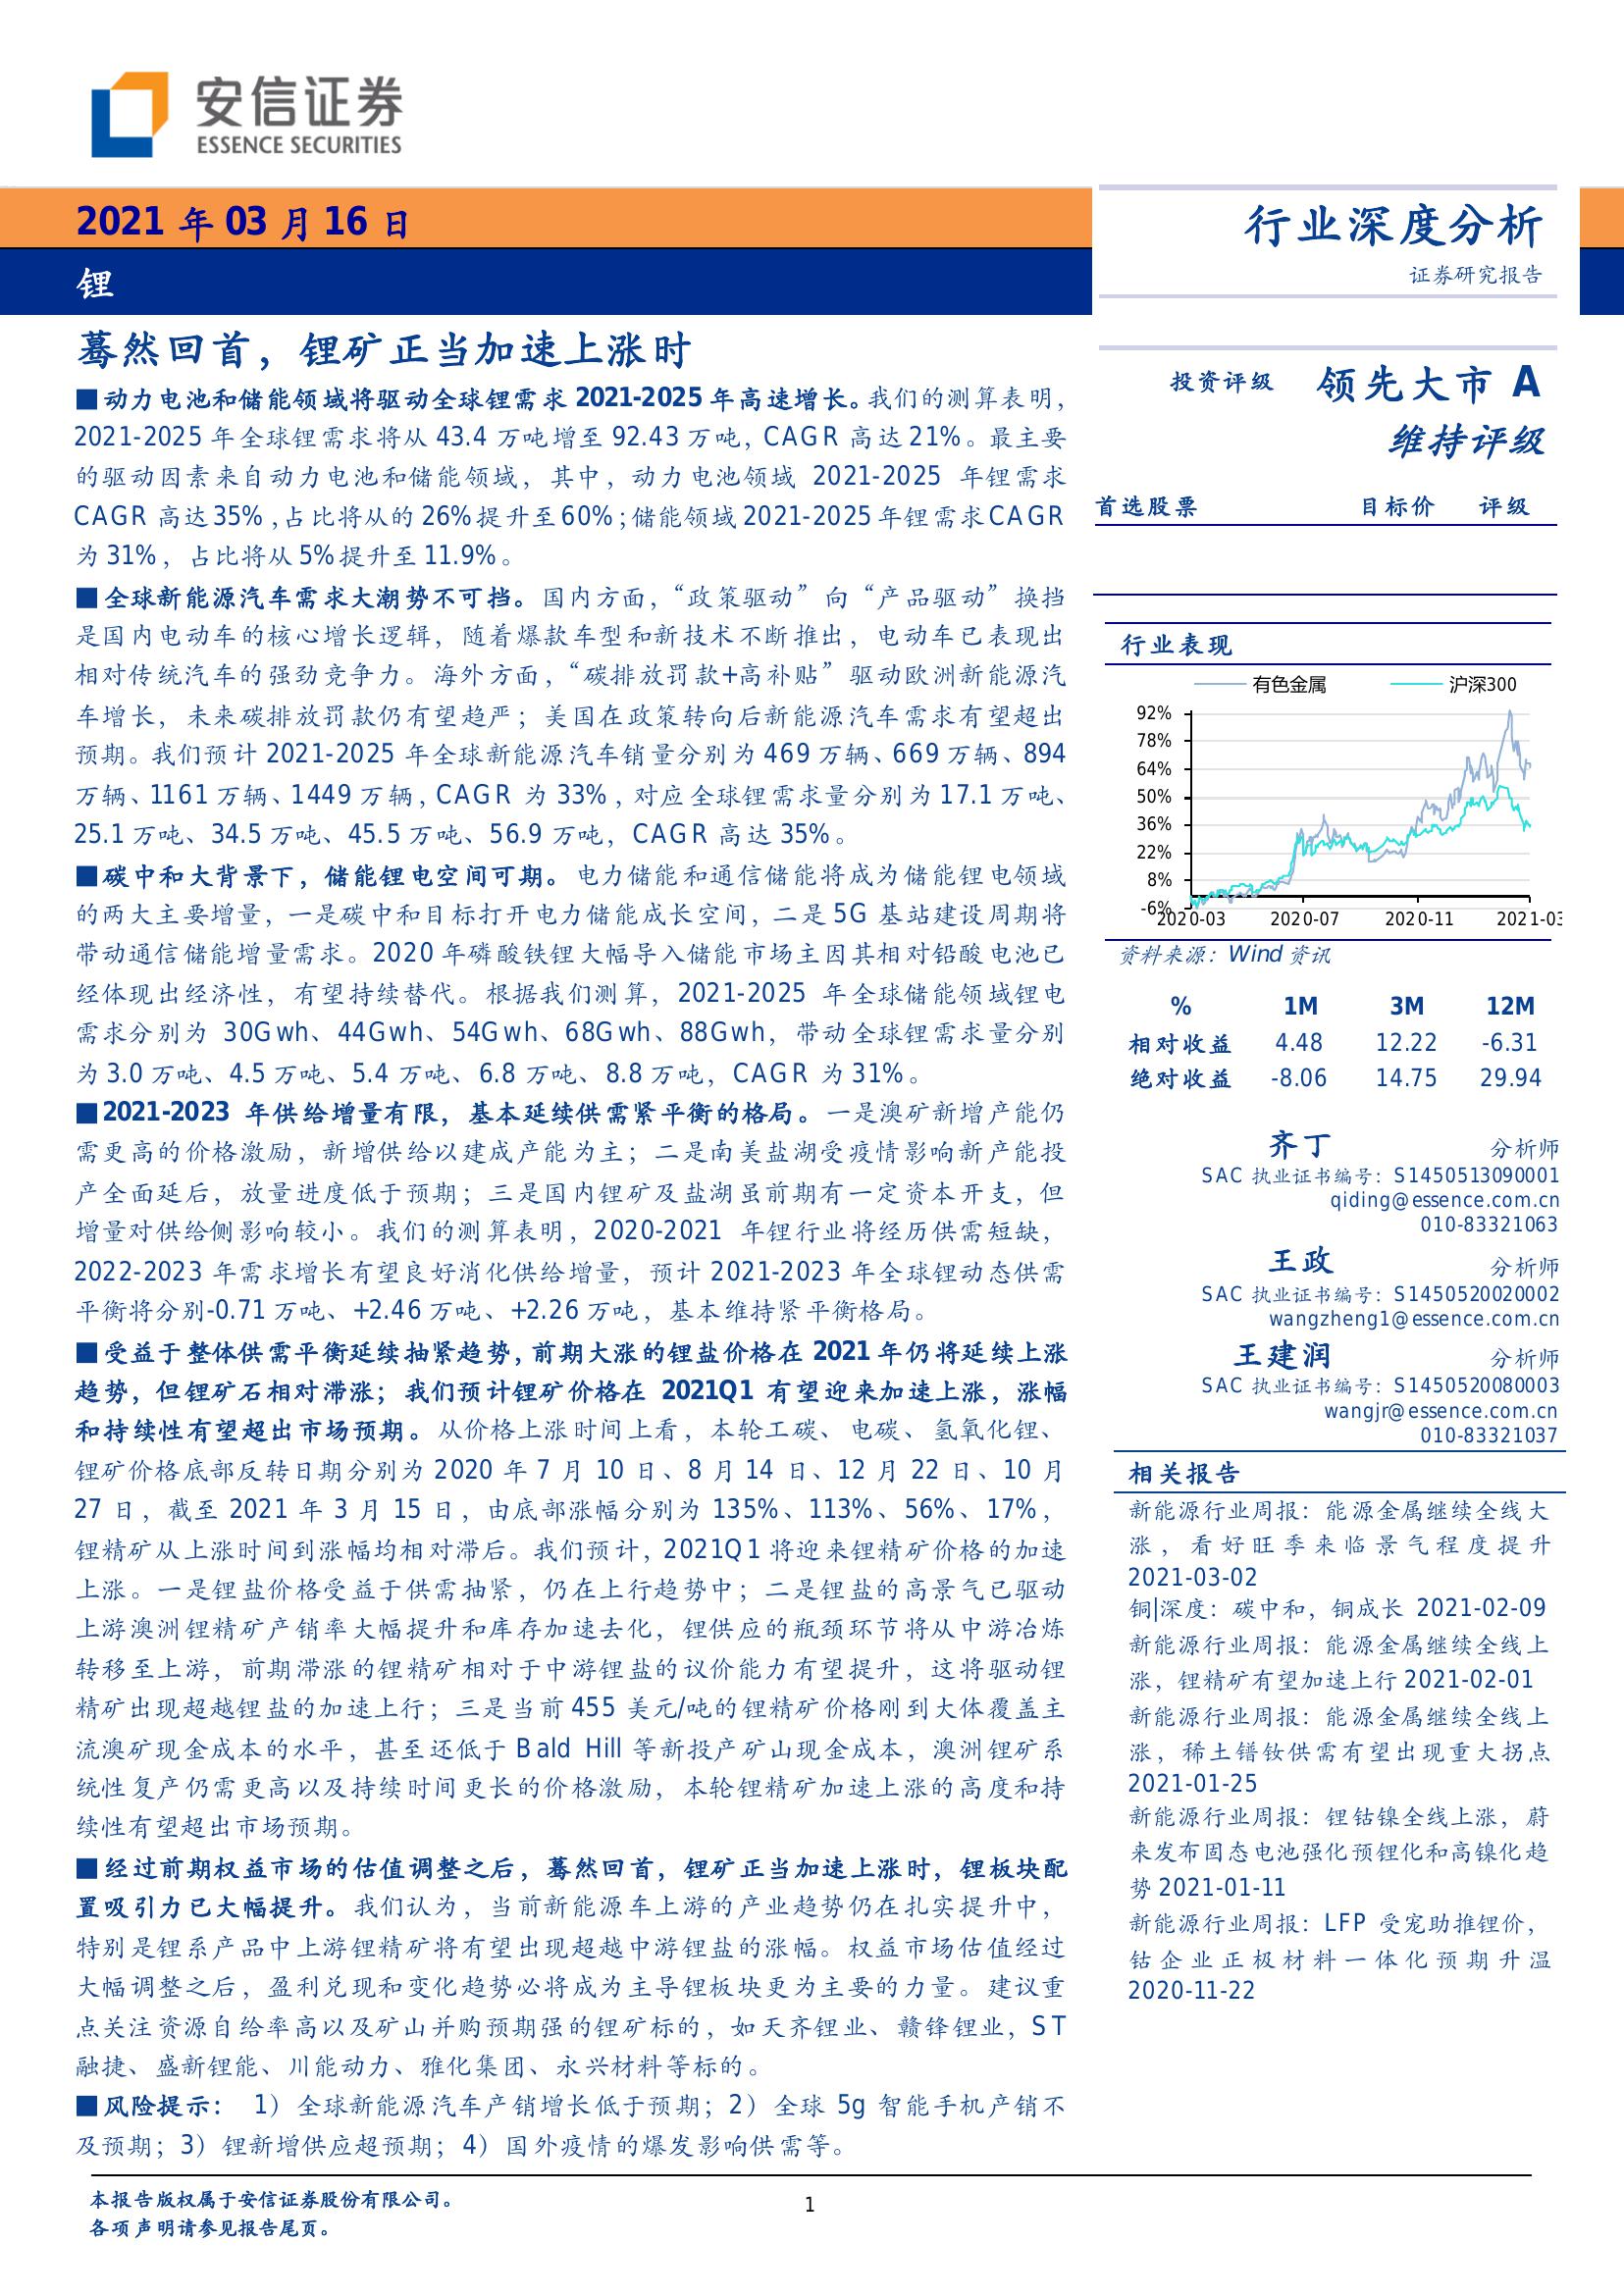 安信证券
ESSENCE SECURITIES
2021 年 03 月 16 日
锂
行业深度分析
证券研究报告
蓦然回首，锂矿正当加速上涨时
■动力电池和储能领域将驱动全球锂需求 2021-2025 年高速增长。我们的测算表明，
2021-2025 年全球锂需求将从 43.4 万吨增至 92.43 万吨，CAGR 高达 21%。最主要
的驱动因素来自动力电池和储能领域，其中，动力电池领域 2021-2025 年锂需求
CAGR 高达 35%，占比将从的 26%提升至 60%；储能领域 2021-2025 年锂需求 CAGR
为 31%，占比将从 5%提升至 11.9%。
■全球新能源汽车需求大潮势不可挡。国内方面，“政策驱动”向“产品驱动”换挡
是国内电动车的核心增长逻辑，随着爆款车型和新技术不断推出，电动车已表现出
相对传统汽车的强劲竞争力。海外方面，“碳排放罚款+高补贴”驱动欧洲新能源汽
车增长，未来碳排放罚款仍有望趋严；美国在政策转向后新能源汽车需求有望超出
预期。我们预计 2021-2025 年全球新能源汽车销量分别为 469 万辆、669 万辆、894
万辆、1161 万辆、1449 万辆，CAGR 为 33%，对应全球锂需求量分别为 17.1 万吨、
25.1 万吨、34.5 万吨、45.5 万吨、56.9 万吨，CAGR 高达 35%。
■碳中和大背景下，储能锂电空间可期。电力储能和通信储能将成为储能锂电领域
的两大主要增量，一是碳中和目标打开电力储能成长空间，二是 5G 基站建设周期将
带动通信储能增量需求。2020 年磷酸铁锂大幅导入储能市场主因其相对铅酸电池已
经体现出经济性，有望持续替代。根据我们测算，2021-2025 年全球储能领域锂电
需求分别为 30Gwh、44Gwh、54Gwh、68Gwh、88Gwh，带动全球锂需求量分别
为 3.0 万吨、4.5 万吨、5.4 万吨、6.8 万吨、8.8 万吨，CAGR 为 31%。
■2021-2023 年供给增量有限，基本延续供需紧平衡的格局。一是澳矿新增产能仍
需更高的价格激励，新增供给以建成产能为主；二是南美盐湖受疫情影响新产能投
产全面延后，放量进度低于预期；三是国内锂矿及盐湖虽前期有一定资本开支，但
增量对供给侧影响较小。我们的测算表明，2020-2021 年锂行业将经历供需短缺，
2022-2023 年需求增长有望良好消化供给增量，预计 2021-2023 年全球锂动态供需
平衡将分别-0.71 万吨、+2.46 万吨、+2.26 万吨，基本维持紧平衡格局。
■受益于整体供需平衡延续抽紧趋势，前期大涨的锂盐价格在 2021 年仍将延续上涨
趋势，但锂矿石相对滞涨；我们预计锂矿价格在 2021Q1 有望迎来加速上涨，涨幅
和持续性有望超出市场预期。从价格上涨时间上看，本轮工碳、电碳、氢氧化锂、
锂矿价格底部反转日期分别为 2020 年 7 月 10 日、8 月 14 日、12 月 22 日、10 月
27 日，截至 2021 年 3 月 15 日，由底部涨幅分别为 135%、113%、56%、17%，
锂精矿从上涨时间到涨幅均相对滞后。我们预计，2021Q1 将迎来锂精矿价格的加速
上涨。一是锂盐价格受益于供需抽紧，仍在上行趋势中；二是锂盐的高景气已驱动
上游澳洲锂精矿产销率大幅提升和库存加速去化，锂供应的瓶颈环节将从中游冶炼
转移至上游，前期滞涨的锂精矿相对于中游锂盐的议价能力有望提升，这将驱动锂
精矿出现超越锂盐的加速上行；三是当前 455 美元/吨的锂精矿价格刚到大体覆盖主
流澳矿现金成本的水平，甚至还低于 Bald Hill 等新投产矿山现金成本，澳洲锂矿系
统性复产仍需更高以及持续时间更长的价格激励，本轮锂精矿加速上涨的高度和持
续性有望超出市场预期。
■经过前期权益市场的估值调整之后，蓦然回首，锂矿正当加速上涨时，锂板块配
置吸引力已大幅提升。我们认为，当前新能源车上游的产业趋势仍在扎实提升中，
特别是锂系产品中上游锂精矿将有望出现超越中游锂盐的涨幅。权益市场估值经过
大幅调整之后，盈利兑现和变化趋势必将成为主导锂板块更为主要的力量。建议重
点关注资源自给率高以及矿山并购预期强的锂矿标的，如天齐锂业、赣锋锂业，ST
融捷、盛新锂能、川能动力、雅化集团、永兴材料等标的。
■风险提示： 1）全球新能源汽车产销增长低于预期；2）全球 5g 智能手机产销不
及预期；3）锂新增供应超预期；4）国外疫情的爆发影响供需等。
投资评级 领先大市 A
维持评级
首选股票 目标价 评级
行业表现
有色金属 沪深300
92%
78%
64%
50%
36%
22%
8%
-6%
2020-03 2020-07 2020-11 2021-03
资料来源：Wind 资讯
% 1M 3M 12M
相对收益 4.48 12.22 -6.31
绝对收益 -8.06 14.75 29.94
齐丁 分析师
SAC 执业证书编号：S1450513090001
qiding@essence.com.cn
010-83321063
王政 分析师
SAC 执业证书编号：S1450520020002
wangzheng1@essence.com.cn
王建润 分析师
SAC 执业证书编号：S1450520080003
wangjr@essence.com.cn
010-83321037
相关报告
新能源行业周报：能源金属继续全线大
涨，看好旺季来临景气程度提升
2021-03-02
铜|深度：碳中和，铜成长 2021-02-09
新能源行业周报：能源金属继续全线上
涨，锂精矿有望加速上行 2021-02-01
新能源行业周报：能源金属继续全线上
涨，稀土镨钕供需有望出现重大拐点
2021-01-25
新能源行业周报：锂钴镍全线上涨，蔚
来发布固态电池强化预锂化和高镍化趋
势 2021-01-11
新能源行业周报：LFP 受宠助推锂价，
钴企业正极材料一体化预期升温
2020-11-22
本报告版权属于安信证券股份有限公司。
各项声明请参见报告尾页。
1